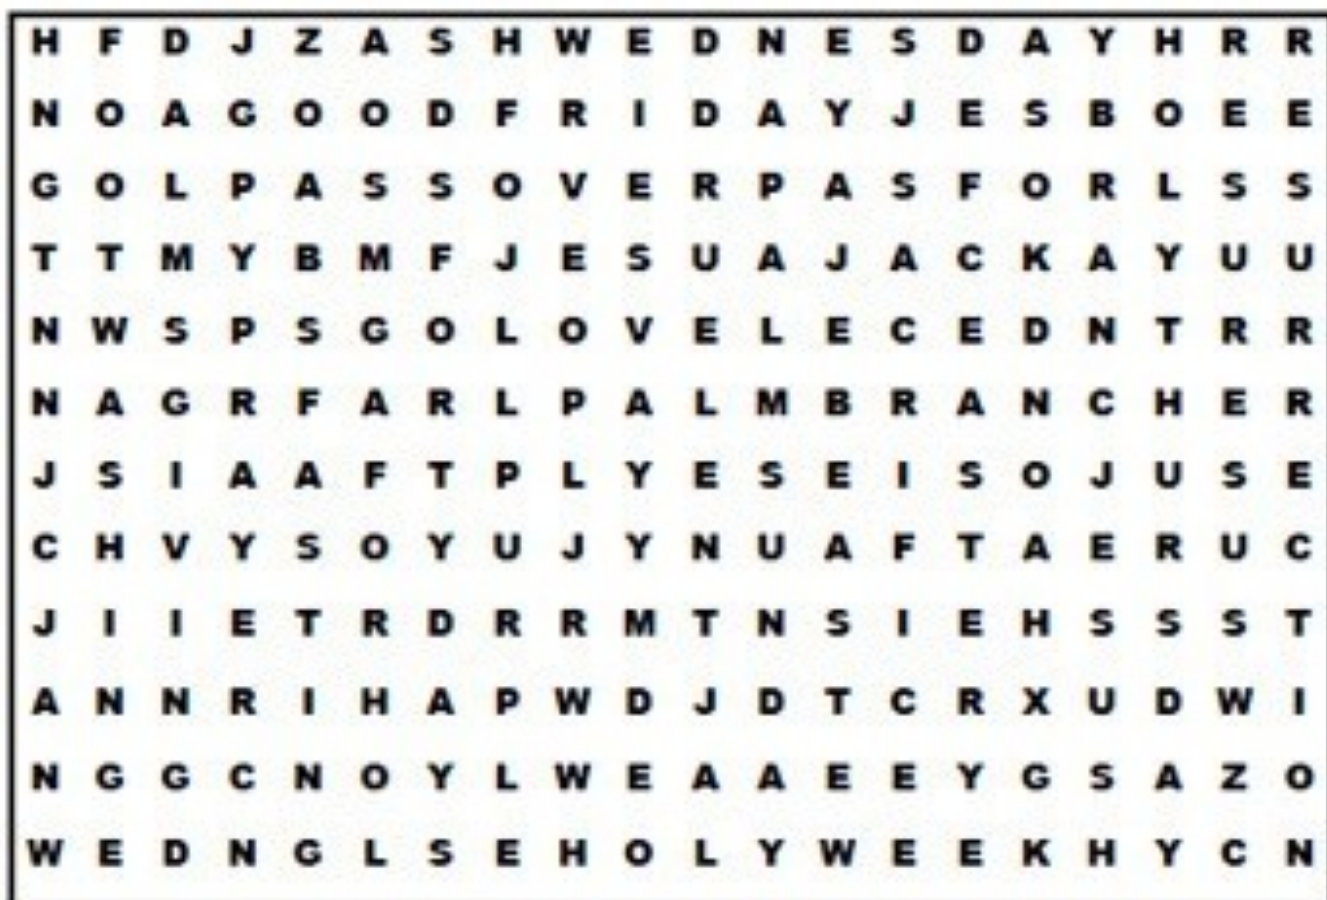 H F D J Z A S H W E D N E S D A Y H R R
N O A G O O D F R I D A Y J E S B O E E
G O L P A S S O V E R P A S F O R L S S
T T M Y B M F J E S U A J A C K A Y U U
N W S P S G O L O V E L E C E D N T R R
N A G R F A R L P A L M B R A N C H E R
J S I A A F T P L Y E S E I S O J U S E
C H V Y S O Y U J Y N U A F T A E R U C
J I I E T R D R R M T N S I E H S S S T
A N N R I H A P W D J D T C R X U D W I
N G G C N O Y L W E A A E E Y G S A Z O
W E D N G L S E H O L Y W E E K H Y C N